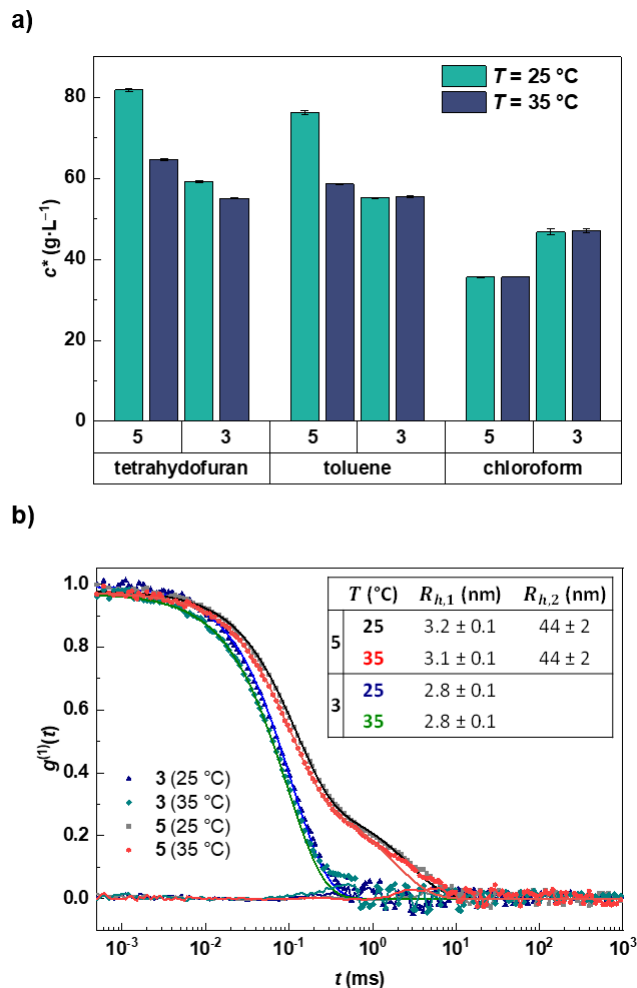 a)
T = 25 °C
T = 35 °C
80
60
40
20
0
c* (g·L⁻¹)
5 3 5 3 5 3
tetrahydofuran toluene chloroform
b)
1.0
0.8
0.6
0.4
0.2
0.0
g⁽¹⁾(t)
T (°C) R_{h,1} (nm) R_{h,2} (nm)
5
25 3.2 ± 0.1 44 ± 2
35 3.1 ± 0.1 44 ± 2
3
25 2.8 ± 0.1
35 2.8 ± 0.1
3 (25 °C)
3 (35 °C)
5 (25 °C)
5 (35 °C)
10⁻³ 10⁻² 10⁻¹ 10⁰ 10¹ 10² 10³
t (ms)